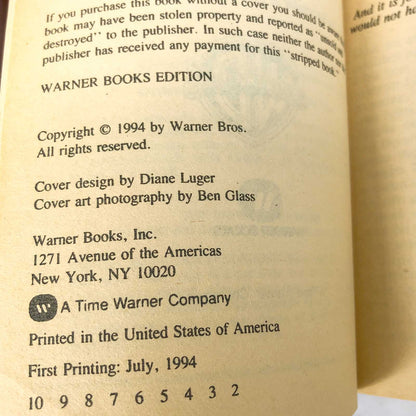 If you purchase this book without a cover you should be aware
book may have been stolen property and reported as "unsold and
destroyed" to the publisher. In such case neither the author nor
publisher has received any payment for this "stripped book."
WARNER BOOKS EDITION
Copyright © 1994 by Warner Bros.
All rights reserved.
Cover design by Diane Luger
Cover art photography by Ben Glass
Warner Books, Inc.
1271 Avenue of the Americas
New York, NY 10020
A Time Warner Company
Printed in the United States of America
First Printing: July, 1994
10 9 8 7 6 5 4 3 2
And it is
would not